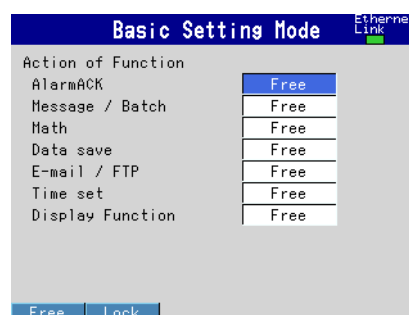 Basic Setting Mode
Etherne
Link
Action of Function
AlarmACK Free
Message / Batch Free
Math Free
Data save Free
E-mail / FTP Free
Time set Free
Display Function Free
Free Lock